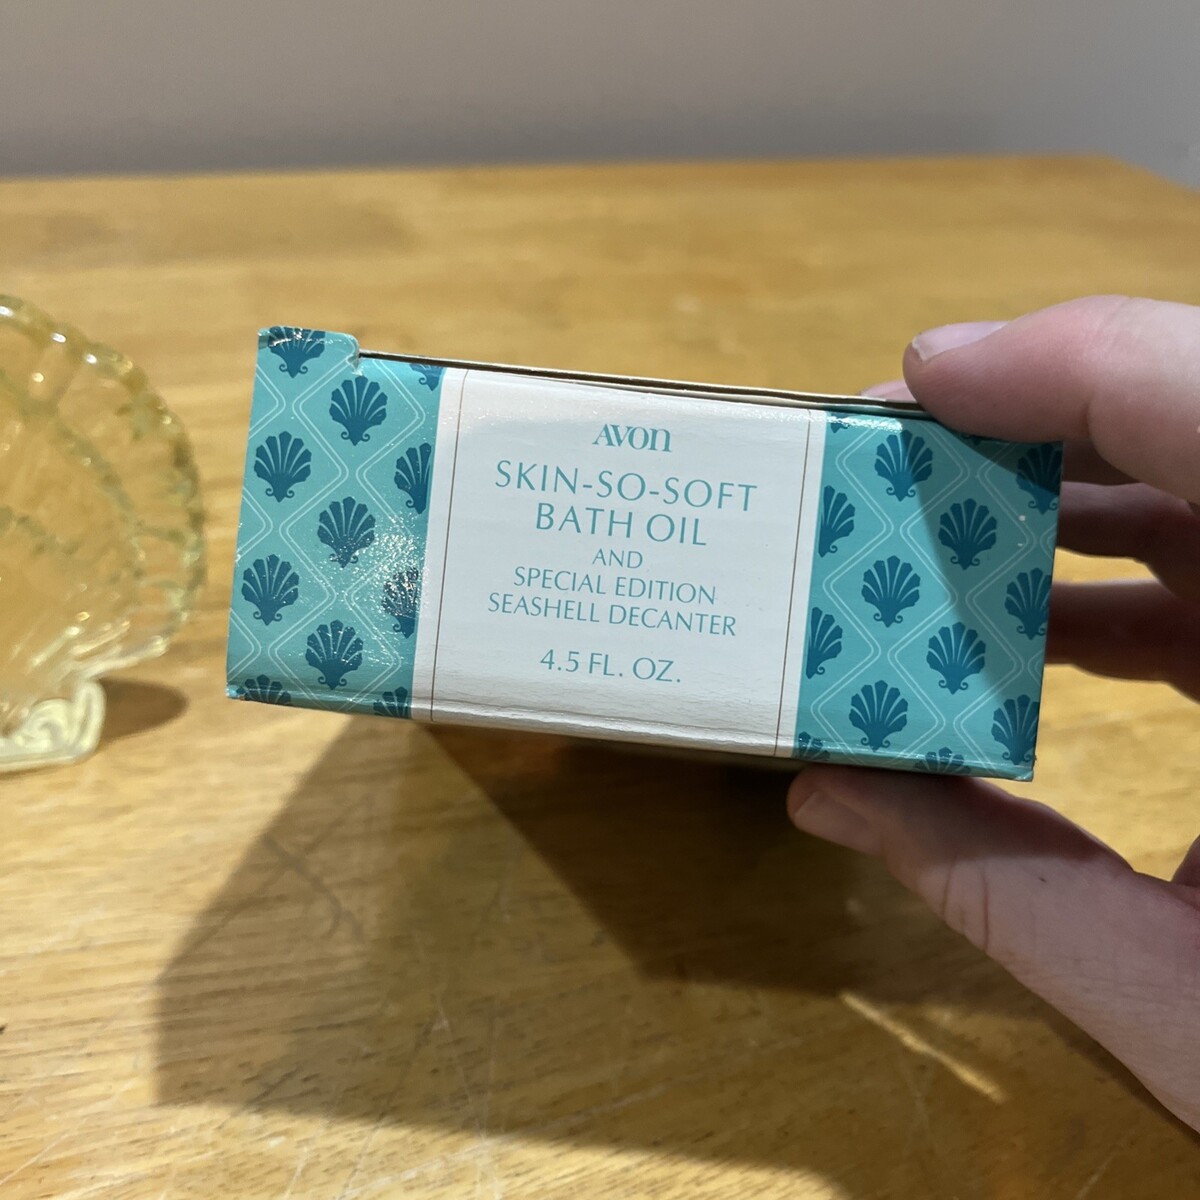 AVON
SKIN-SO-SOFT
BATH OIL
AND
SPECIAL EDITION
SEASHELL DECANTER
4.5 FL. OZ.